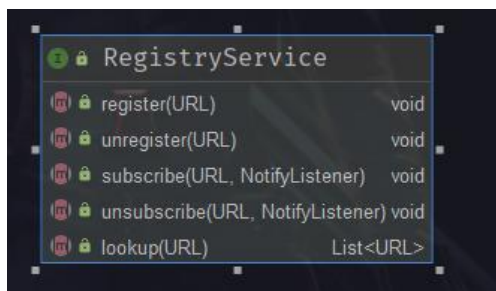 I RegistryService
m register(URL) void
m unregister(URL) void
m subscribe(URL, NotifyListener) void
m unsubscribe(URL, NotifyListener) void
m lookup(URL) List<URL>